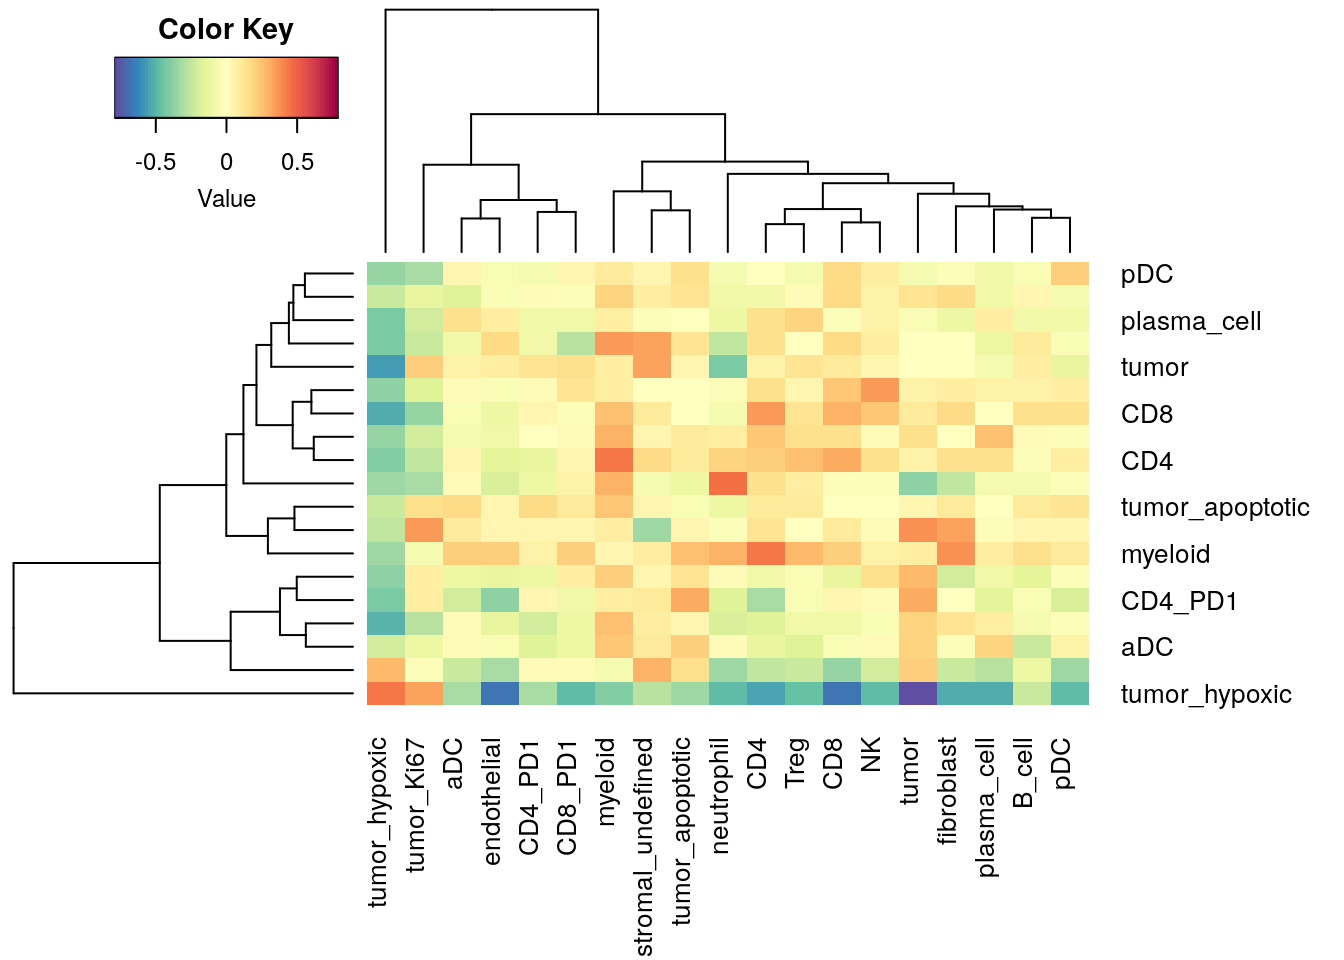 Color Key
-0.5 0 0.5
Value
pDC
plasma_cell
tumor
CD8
CD4
tumor_apoptotic
myeloid
CD4_PD1
aDC
tumor_hypoxic
tumor_hypoxic
tumor_Ki67
aDC
endothelial
CD4_PD1
CD8_PD1
myeloid
stromal_undefined
tumor_apoptotic
neutrophil
CD4
Treg
CD8
NK
tumor
fibroblast
plasma_cell
B_cell
pDC